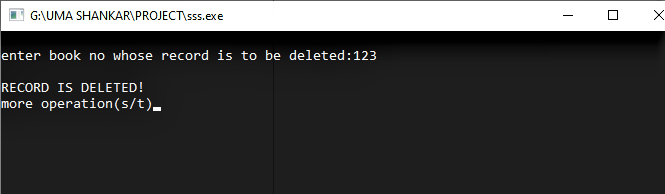 G:\UMA SHANKAR\PROJECT\sss.exe
enter book no whose record is to be deleted:123
RECORD IS DELETED!
more operation(s/t)